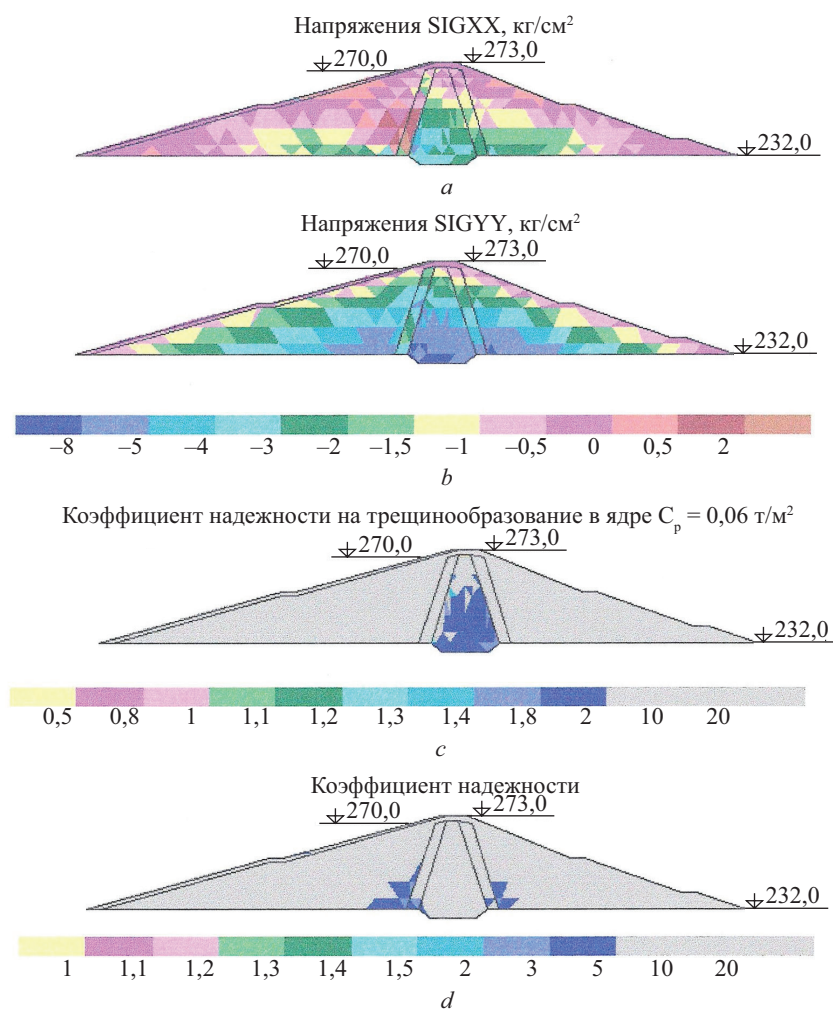 Напряжения SIGXX, кг/см²
270,0 273,0
232,0
a
Напряжения SIGYY, кг/см²
270,0 273,0
232,0
–8 –5 –4 –3 –2 –1,5 –1 –0,5 0 0,5 2
b
Коэффициент надежности на трещинообразование в ядре Cₚ = 0,06 т/м²
270,0 273,0
232,0
0,5 0,8 1 1,1 1,2 1,3 1,4 1,8 2 10 20
c
Коэффициент надежности
270,0 273,0
232,0
1 1,1 1,2 1,3 1,4 1,5 2 3 5 10 20
d